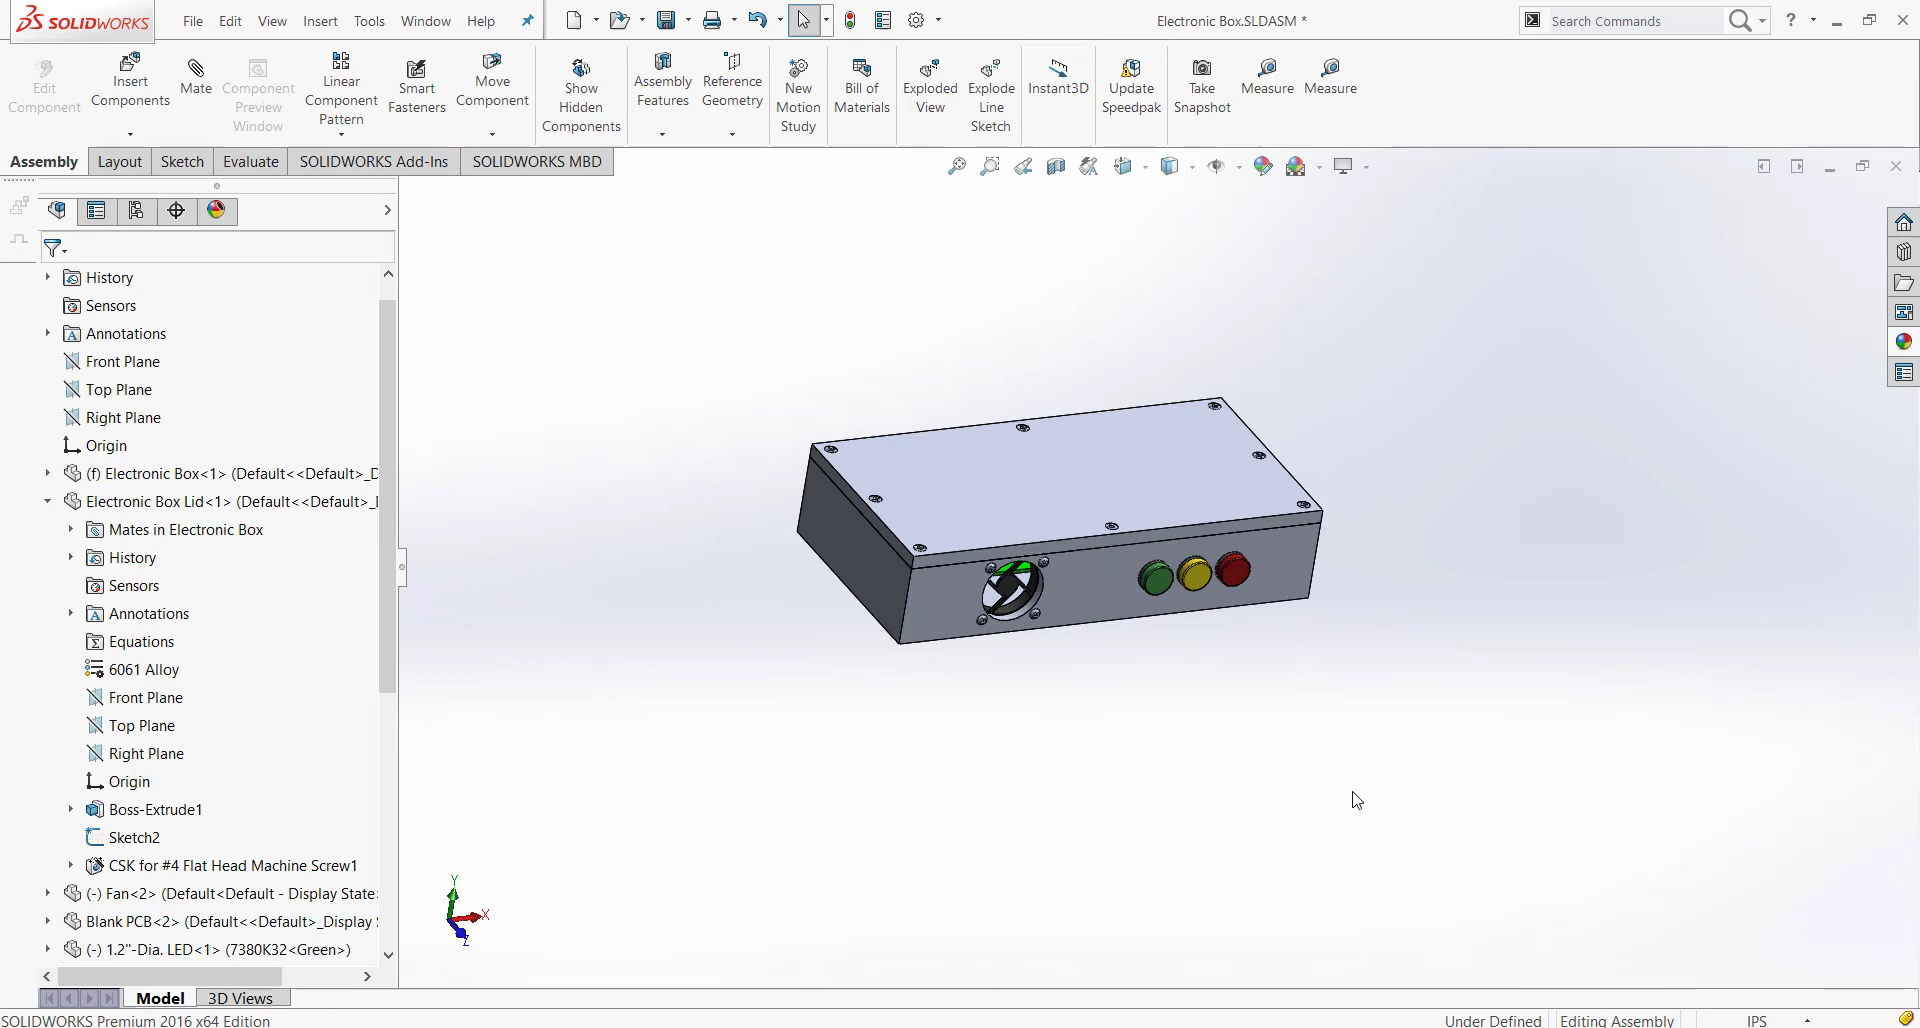 SOLIDWORKS File Edit View Insert Tools Window Help Electronic Box.SLDASM * Search Commands ?
Edit Component
Insert Components
Mate
Component Preview Window
Linear Component Pattern
Smart Fasteners
Move Component
Show Hidden Components
Assembly Features
Reference Geometry
New Motion Study
Bill of Materials
Exploded View
Explode Line Sketch
Instant3D
Update Speedpak
Take Snapshot
Measure
Measure
Assembly Layout Sketch Evaluate SOLIDWORKS Add-Ins SOLIDWORKS MBD
History
Sensors
Annotations
Front Plane
Top Plane
Right Plane
Origin
(f) Electronic Box<1> (Default<<Default>_D
Electronic Box Lid<1> (Default<<Default>_
Mates in Electronic Box
History
Sensors
Annotations
Equations
6061 Alloy
Front Plane
Top Plane
Right Plane
Origin
Boss-Extrude1
Sketch2
CSK for #4 Flat Head Machine Screw1
(-) Fan<2> (Default<Default - Display State
Blank PCB<2> (Default<<Default>_Display
(-) 1.2"-Dia. LED<1> (7380K32<Green>)
Y
X
Z
Model 3D Views
SOLIDWORKS Premium 2016 x64 Edition Under Defined Editing Assembly IPS